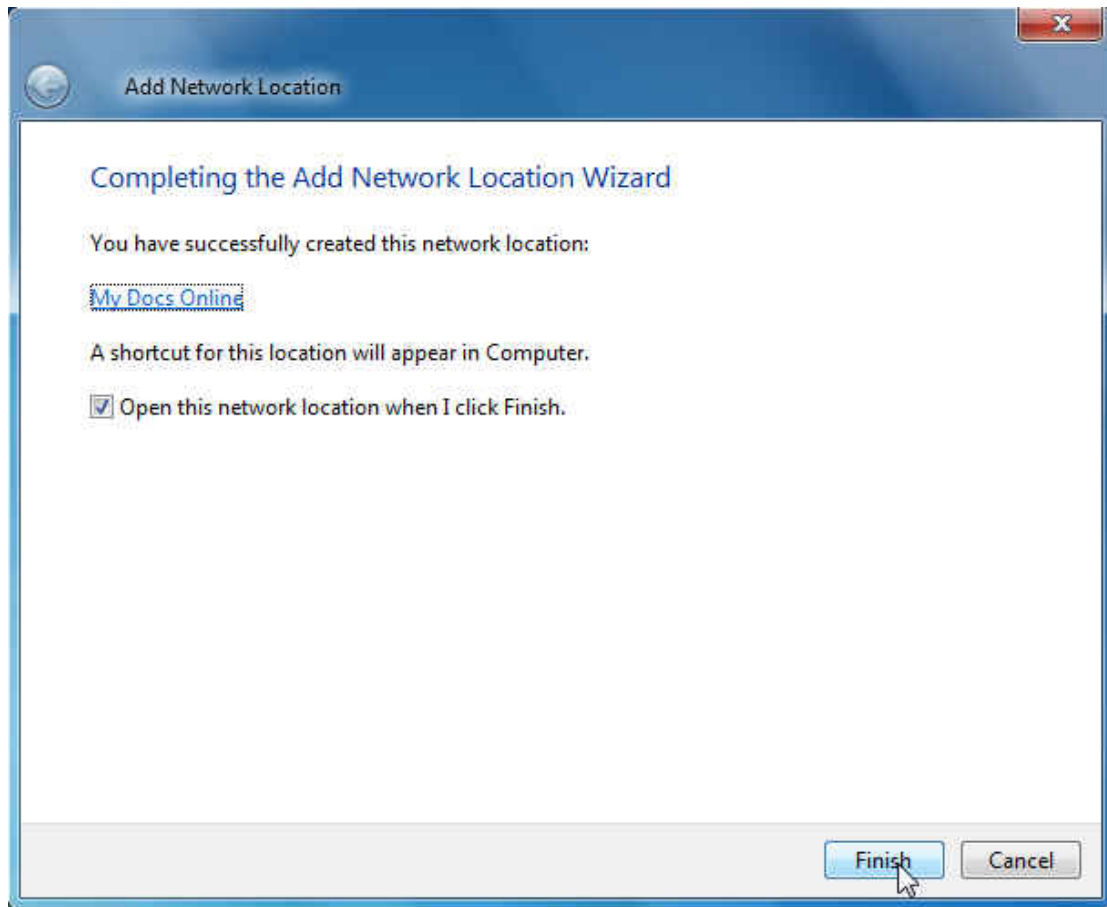 Add Network Location
Completing the Add Network Location Wizard
You have successfully created this network location:
My Docs Online
A shortcut for this location will appear in Computer.
Open this network location when I click Finish.
Finish Cancel